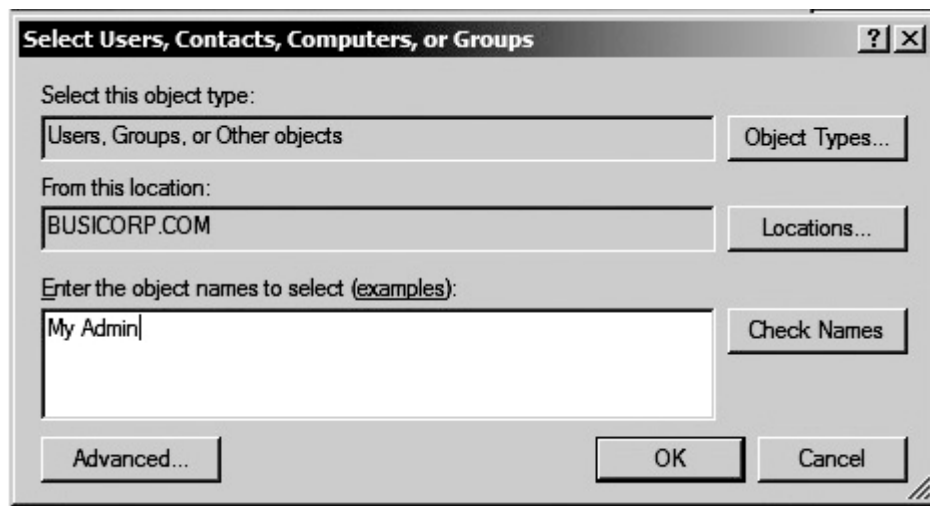 Select Users, Contacts, Computers, or Groups
? X
Select this object type:
Users, Groups, or Other objects
Object Types...
From this location:
BUSICORP.COM
Locations...
Enter the object names to select (examples):
My Admin
Check Names
Advanced...
OK
Cancel